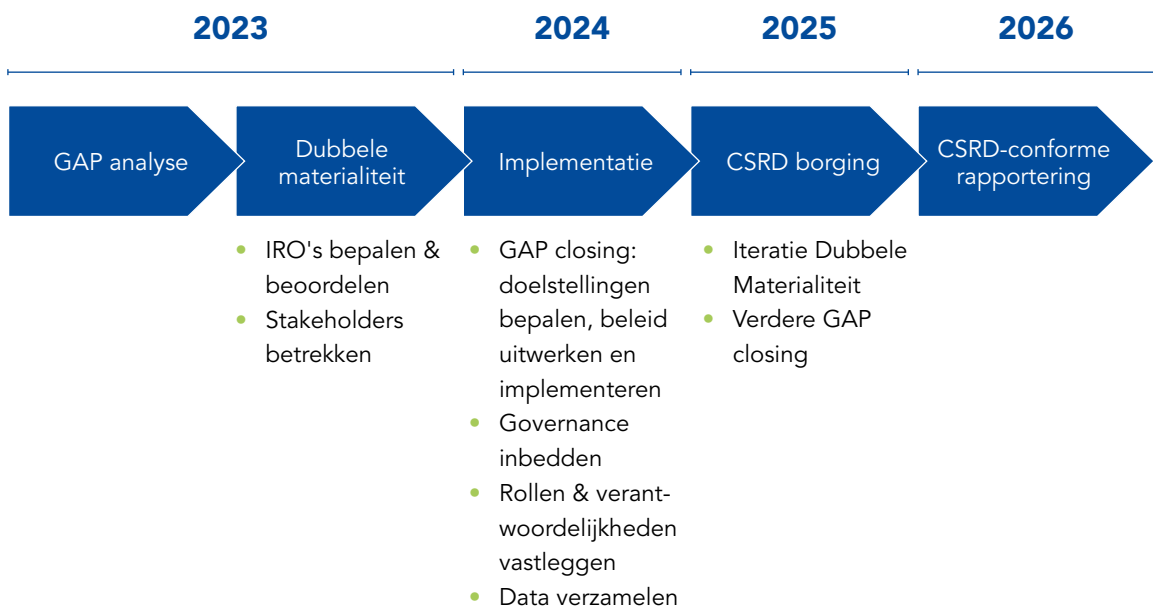 2023
2024
2025
2026
GAP analyse
Dubbele
materialiteit
Implementatie
CSRD borging
CSRD-conforme
rapportering
• IRO's bepalen &
beoordelen
• Stakeholders
betrekken
• GAP closing:
doelstellingen
bepalen, beleid
uitwerken en
implementeren
• Governance
inbedden
• Rollen & verant-
woordelijkheden
vastleggen
• Data verzamelen
• Iteratie Dubbele
Materialiteit
• Verdere GAP
closing